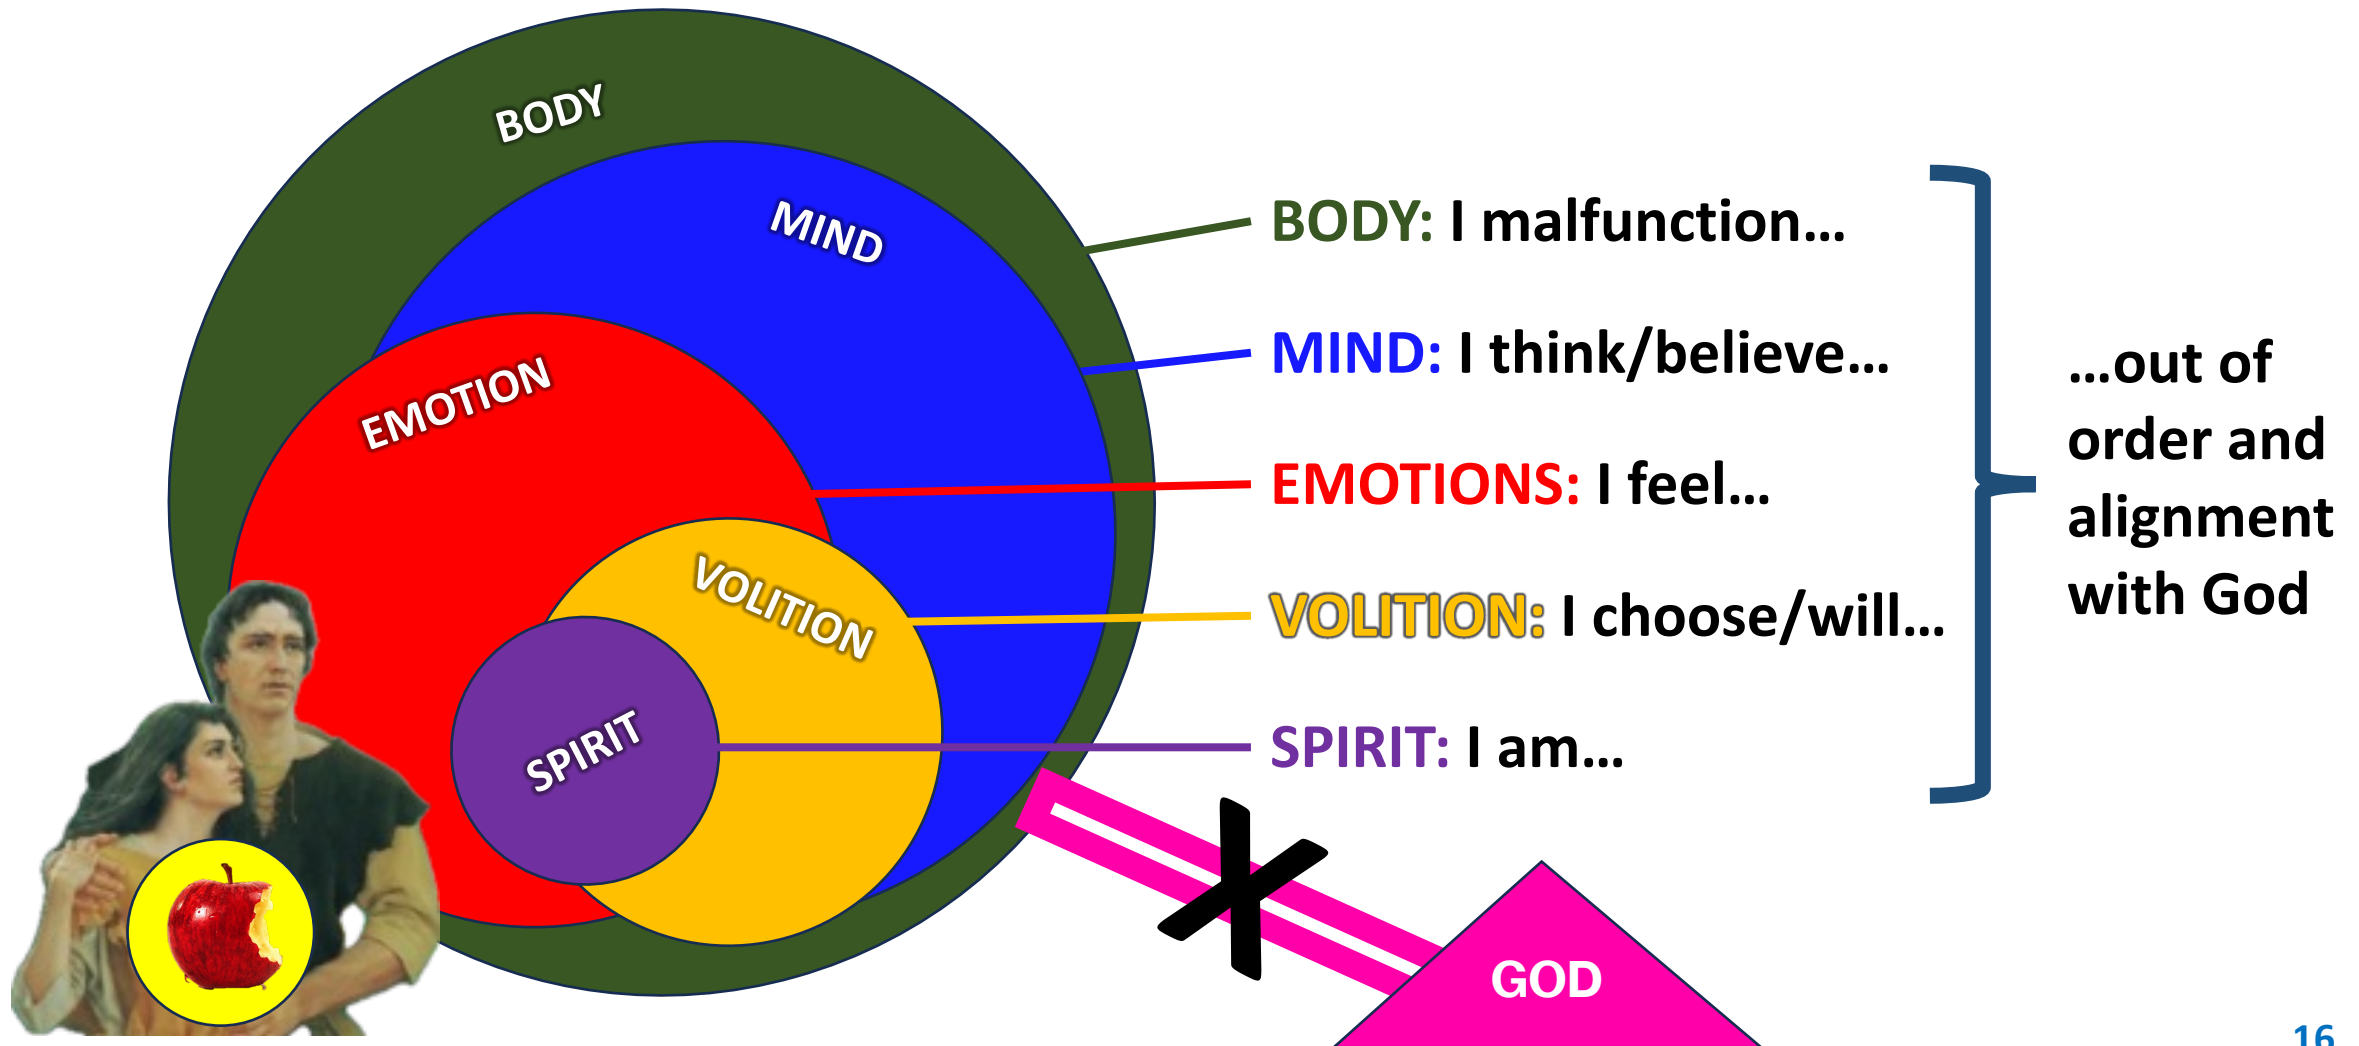 BODY
MIND
EMOTION
VOLITION
SPIRIT
BODY: I malfunction...
MIND: I think/believe...
EMOTIONS: I feel...
VOLITION: I choose/will...
SPIRIT: I am...
...out of
order and
alignment
with God
GOD
16